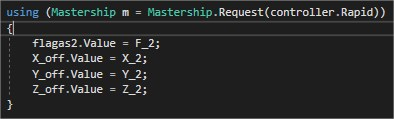 using (Mastership m = Mastership.Request(controller.Rapid))
{
flagas2.Value = F_2;
X_off.Value = X_2;
Y_off.Value = Y_2;
Z_off.Value = Z_2;
}